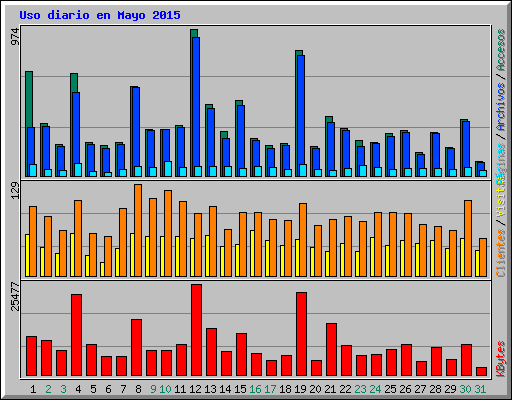 Uso diario en Mayo 2015
974
129
25477
Accesos / Archivos / Páginas
Clientes / Visitas
KBytes
1 2 3 4 5 6 7 8 9 10 11 12 13 14 15 16 17 18 19 20 21 22 23 24 25 26 27 28 29 30 31